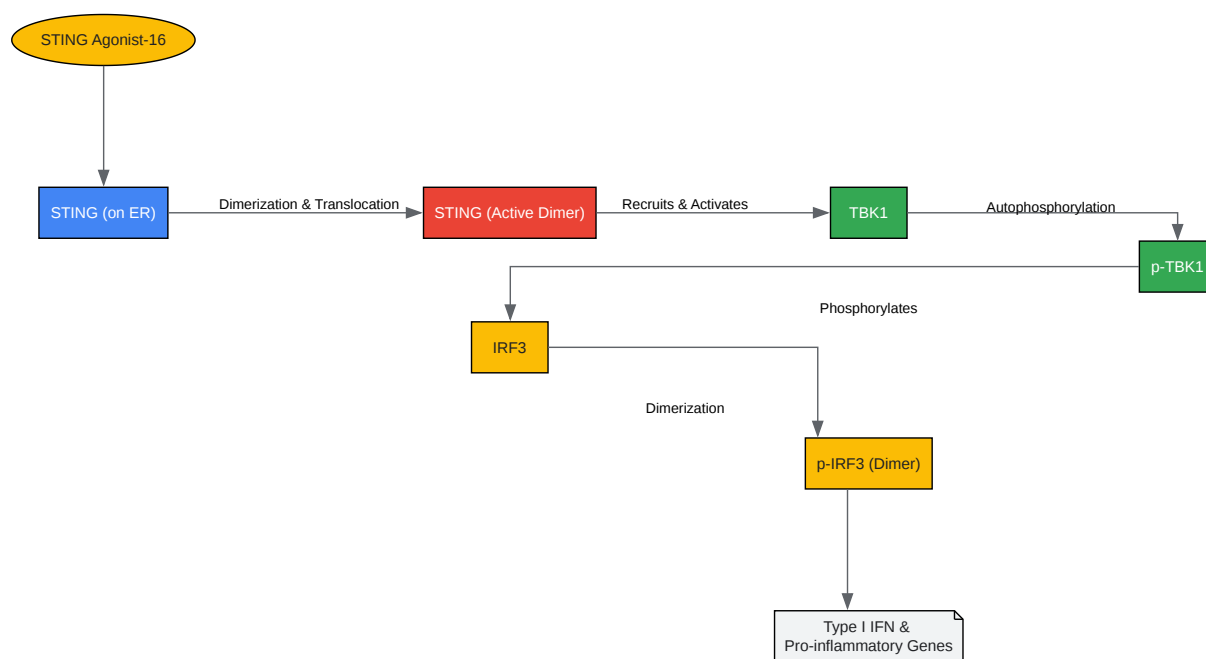 STING Agonist-16
STING (on ER)
Dimerization & Translocation
STING (Active Dimer)
Recruits & Activates
TBK1
Autophosphorylation
p-TBK1
Phosphorylates
IRF3
Dimerization
p-IRF3 (Dimer)
Type I IFN &
Pro-inflammatory Genes